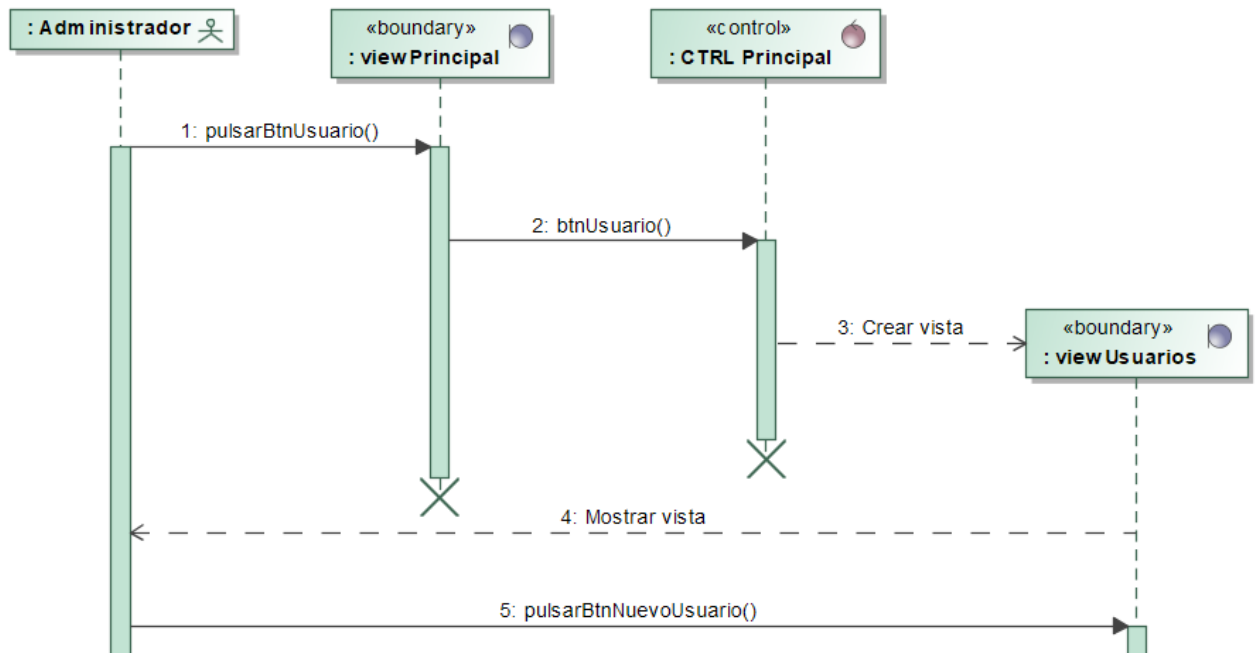 : Administrador
«boundary»
: viewPrincipal
«control»
: CTRL Principal
1: pulsarBtnUsuario()
2: btnUsuario()
3: Crear vista
«boundary»
: viewUsuarios
4: Mostrar vista
5: pulsarBtnNuevoUsuario()